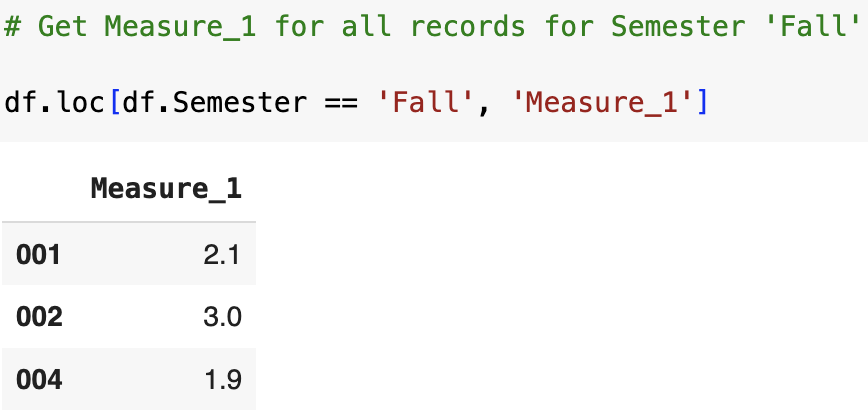 # Get Measure_1 for all records for Semester 'Fall'
df.loc[df.Semester == 'Fall', 'Measure_1']
Measure_1
001 2.1
002 3.0
004 1.9